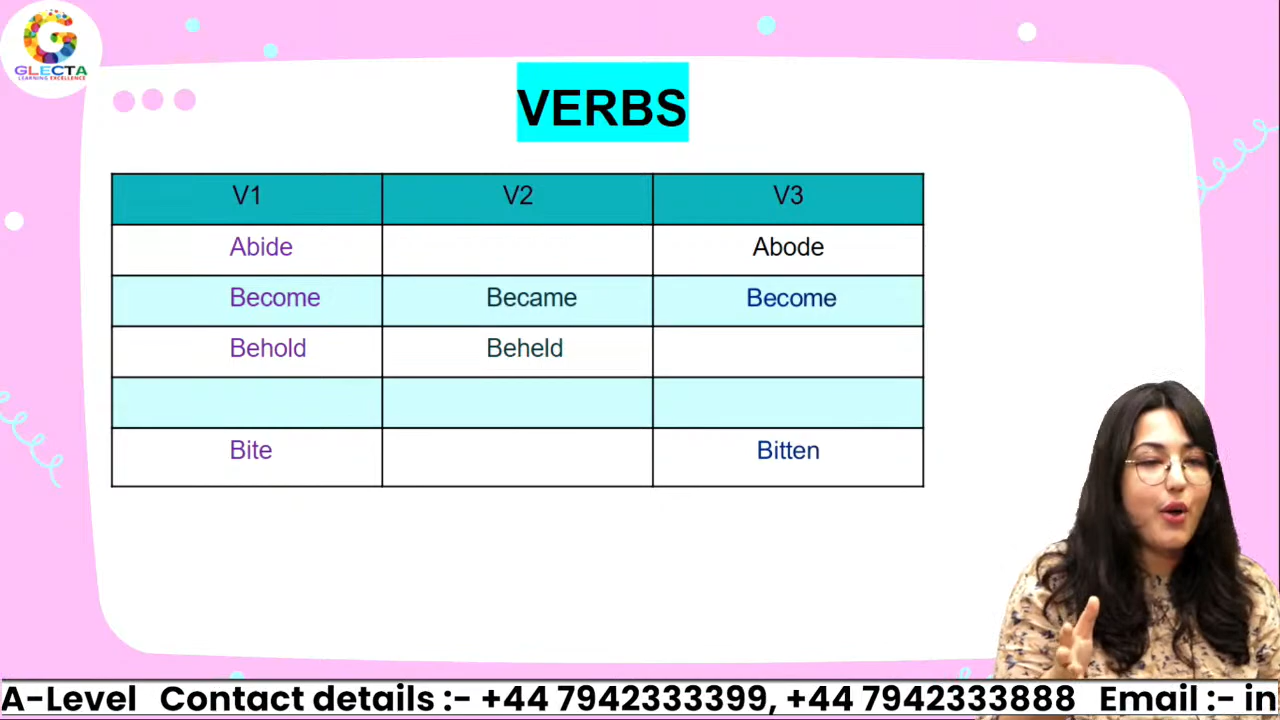 GLECTA
LEARNING EXCELLENCE
VERBS
V1 V2 V3
Abide Abode
Become Became Become
Behold Beheld
Bite Bitten
A-Level Contact details :- +44 7942333399, +44 7942333888 Email :- in